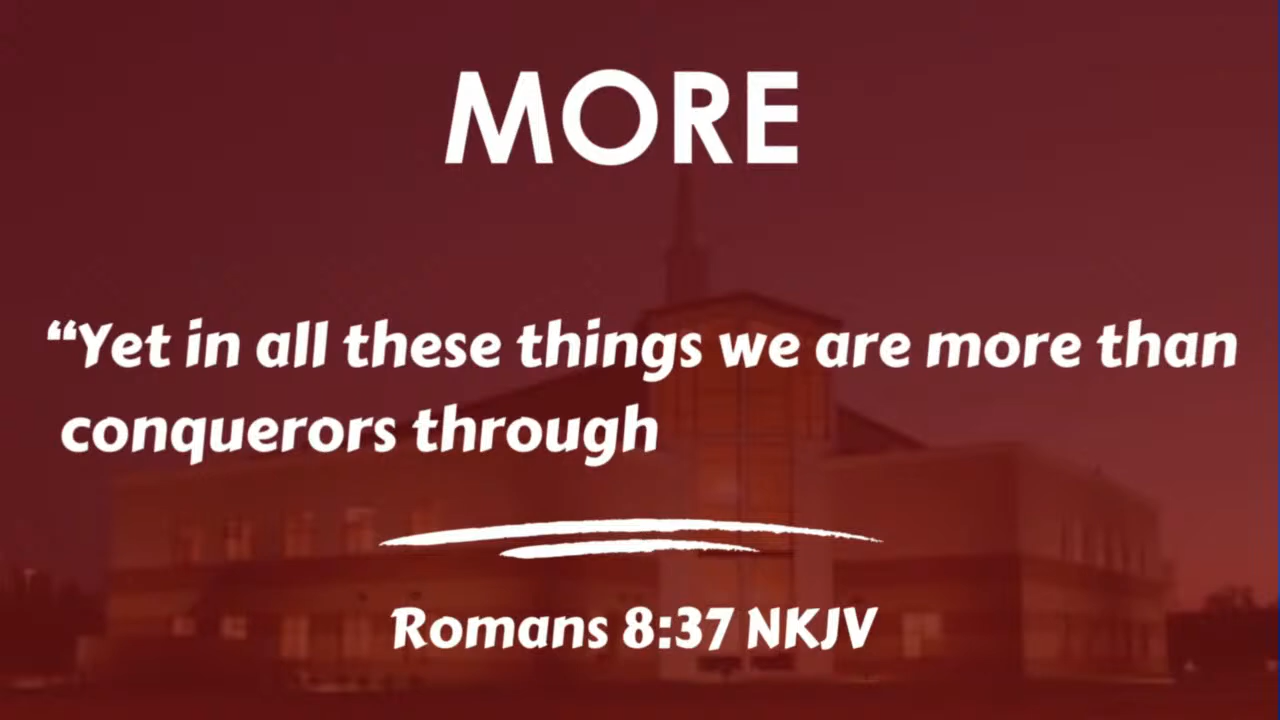 MORE
“Yet in all these things we are more than
conquerors through
Romans 8:37 NKJV